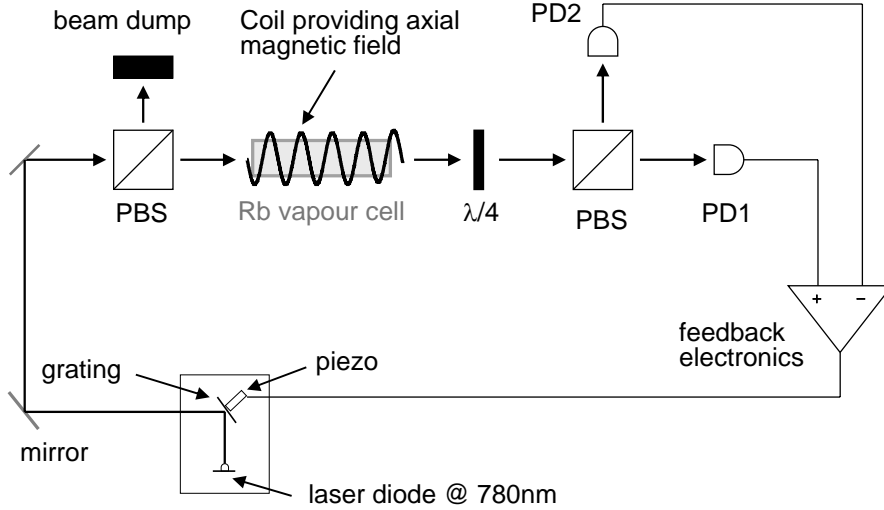 beam dump
Coil providing axial
magnetic field
PD2
PBS
Rb vapour cell
λ/4
PBS
PD1
+ −
feedback
electronics
grating
piezo
mirror
laser diode @ 780nm